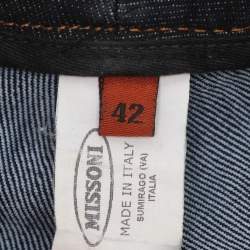 42
MISSONI
MADE IN ITALY
SUMIRAGO (VA)
ITALIA